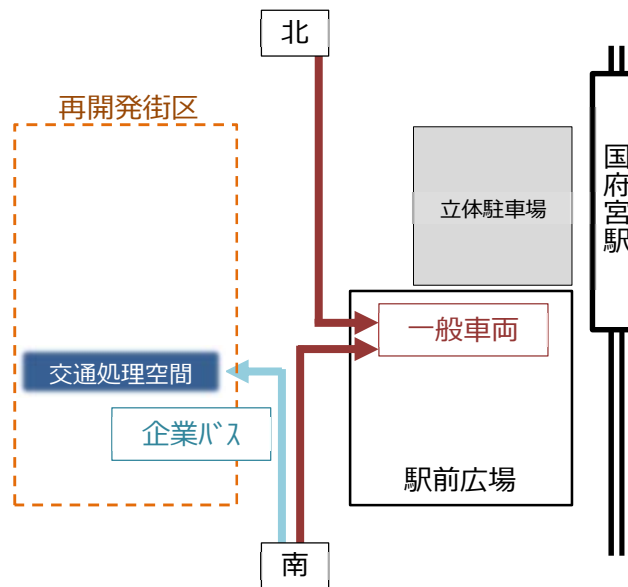 北
再開発街区
国府宮駅
立体駐車場
一般車両
交通処理空間
企業バス
駅前広場
南